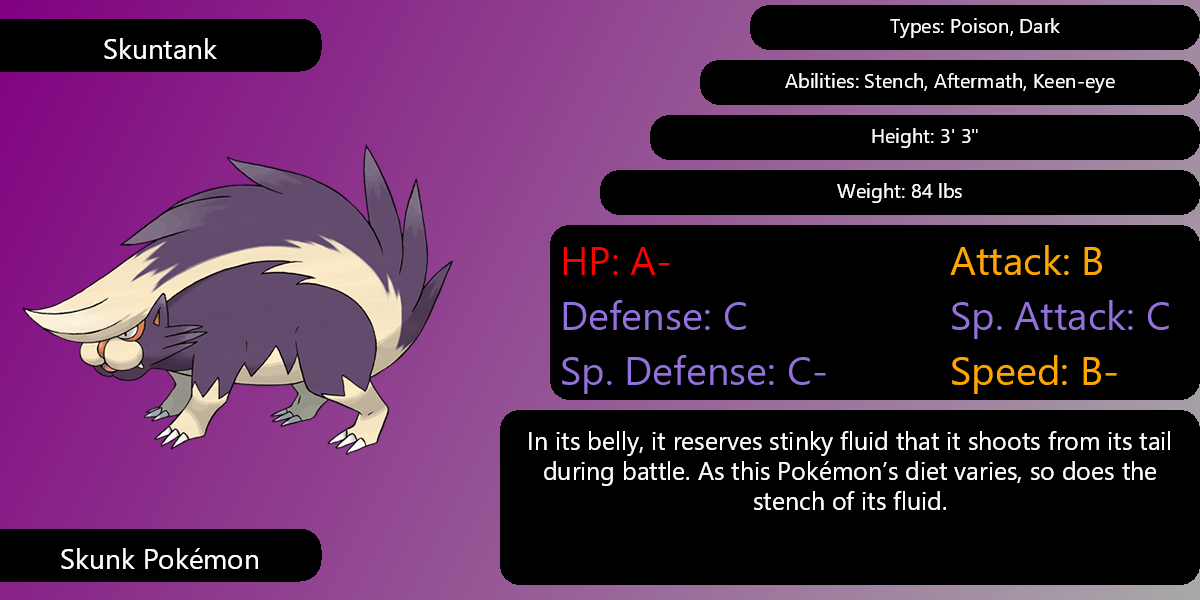 Skuntank
Types: Poison, Dark
Abilities: Stench, Aftermath, Keen-eye
Height: 3' 3"
Weight: 84 lbs
HP: A-
Attack: B
Defense: C
Sp. Attack: C
Sp. Defense: C-
Speed: B-
In its belly, it reserves stinky fluid that it shoots from its tail
during battle. As this Pokémon’s diet varies, so does the
stench of its fluid.
Skunk Pokémon